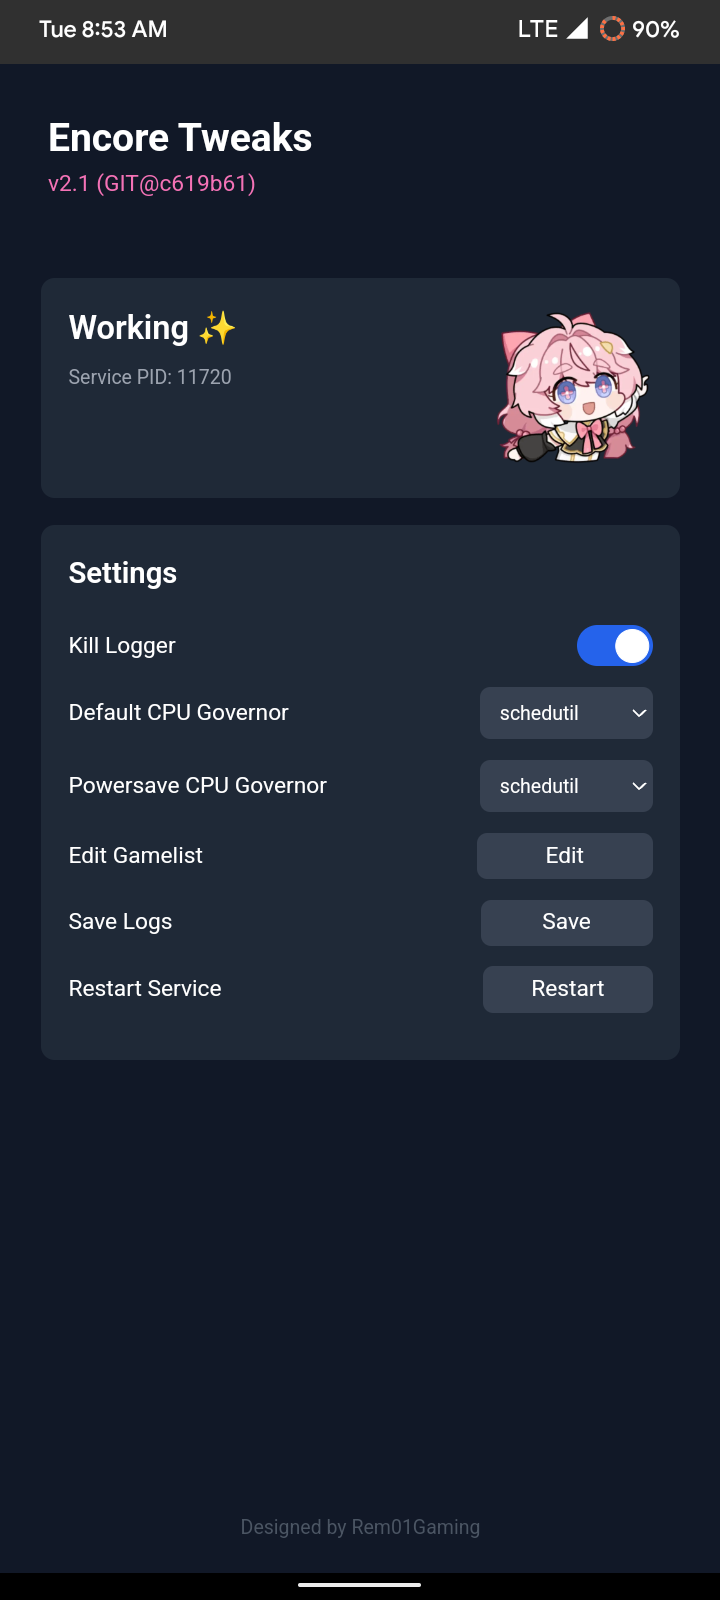 Tue 8:53 AM LTE 90%
Encore Tweaks
v2.1 (GIT@c619b61)
Working ✨
Service PID: 11720
Settings
Kill Logger
Default CPU Governor schedutil
Powersave CPU Governor schedutil
Edit Gamelist Edit
Save Logs Save
Restart Service Restart
Designed by Rem01Gaming